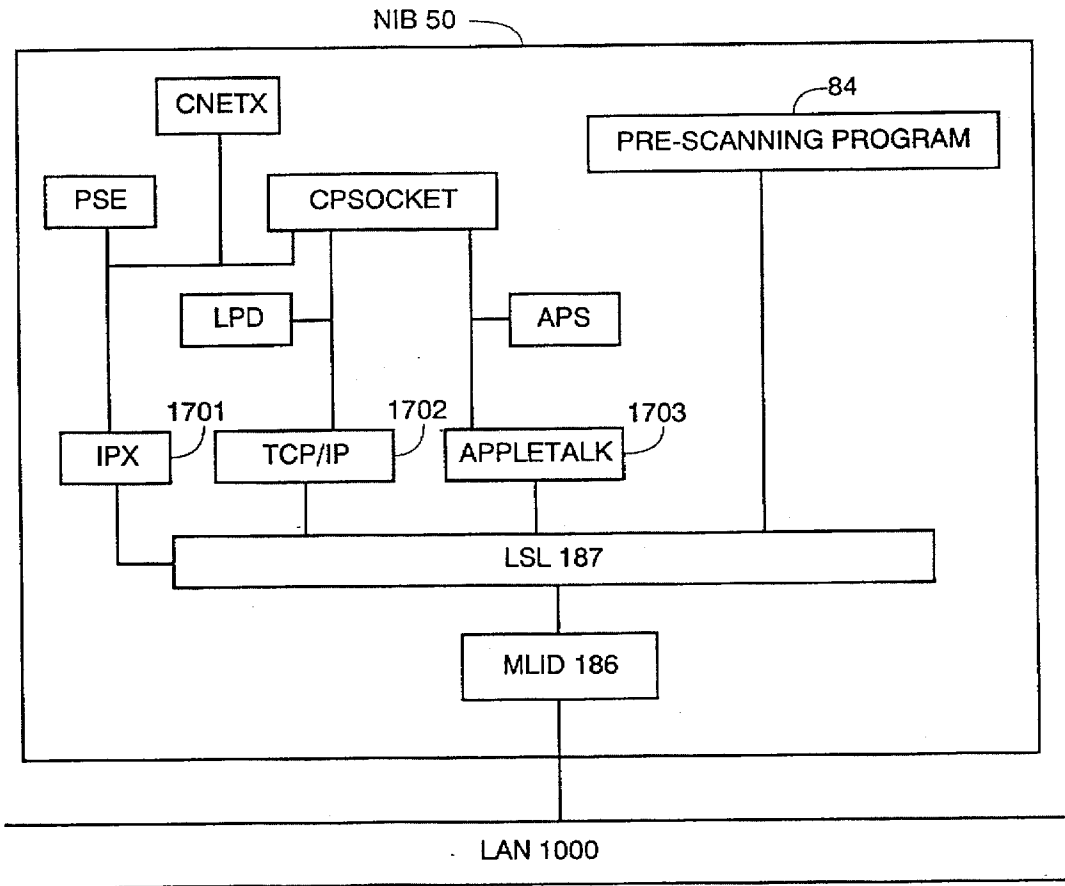 NIB 50
CNETX
84
PRE-SCANNING PROGRAM
PSE
CPSOCKET
LPD
APS
1701
1702
1703
IPX
TCP/IP
APPLETALK
LSL 187
MLID 186
LAN 1000